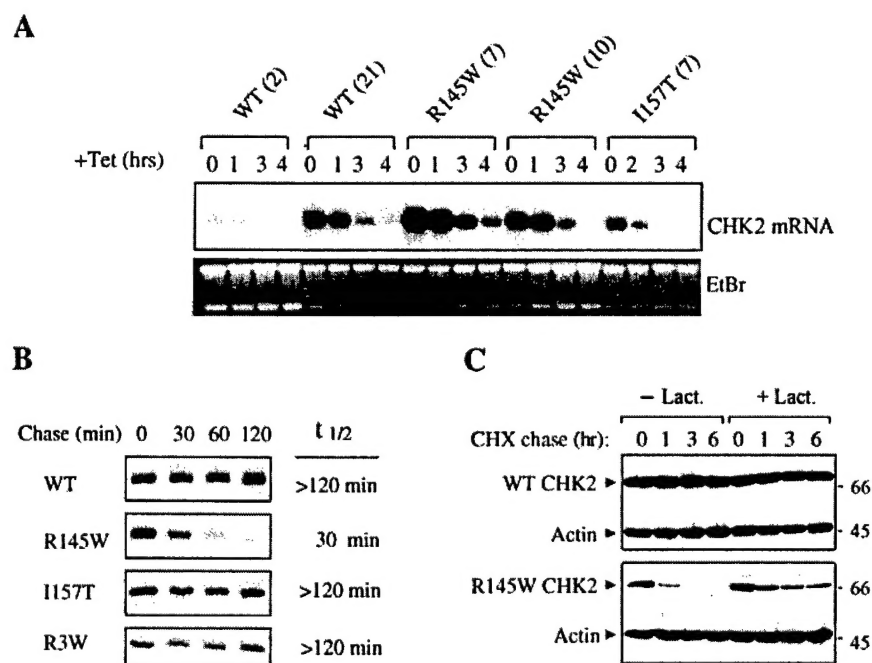 A
WT (2) WT (21) R145W (7) R145W (10) I157T (7)
+Tet (hrs) 0 1 3 4 0 1 3 4 0 1 3 4 0 1 3 4 0 2 3 4
CHK2 mRNA
EtBr
B
Chase (min) 0 30 60 120 t 1/2
WT >120 min
R145W 30 min
I157T >120 min
R3W >120 min
C
– Lact. + Lact.
CHX chase (hr): 0 1 3 6 0 1 3 6
WT CHK2 - 66
Actin - 45
R145W CHK2 - 66
Actin - 45